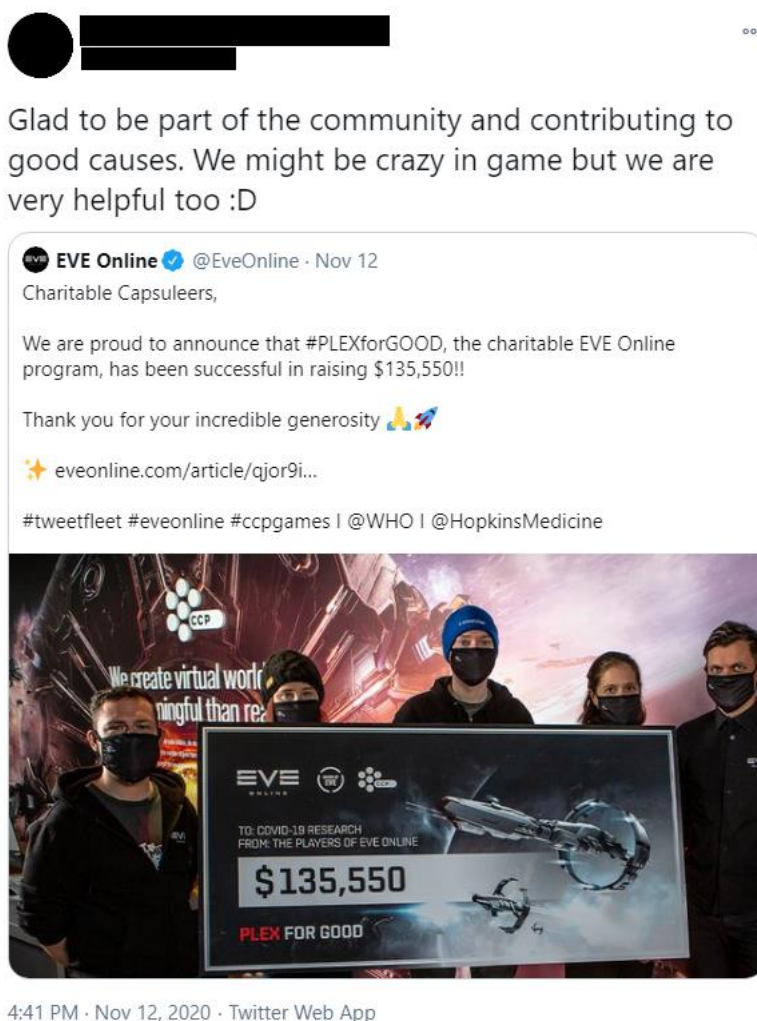 Glad to be part of the community and contributing to
good causes. We might be crazy in game but we are
very helpful too :D
EVE Online @EveOnline · Nov 12
Charitable Capsuleers,
We are proud to announce that #PLEXforGOOD, the charitable EVE Online
program, has been successful in raising $135,550!!
Thank you for your incredible generosity 🙏🚀
✨ eveonline.com/article/qjor9i...
#tweetfleet #eveonline #ccpgames | @WHO | @HopkinsMedicine
CCP
We create virtual world
ningful than rea
EVE
ONLINE
CCP
TO: COVID-19 RESEARCH
FROM: THE PLAYERS OF EVE ONLINE
$135,550
PLEX FOR GOOD
4:41 PM · Nov 12, 2020 · Twitter Web App